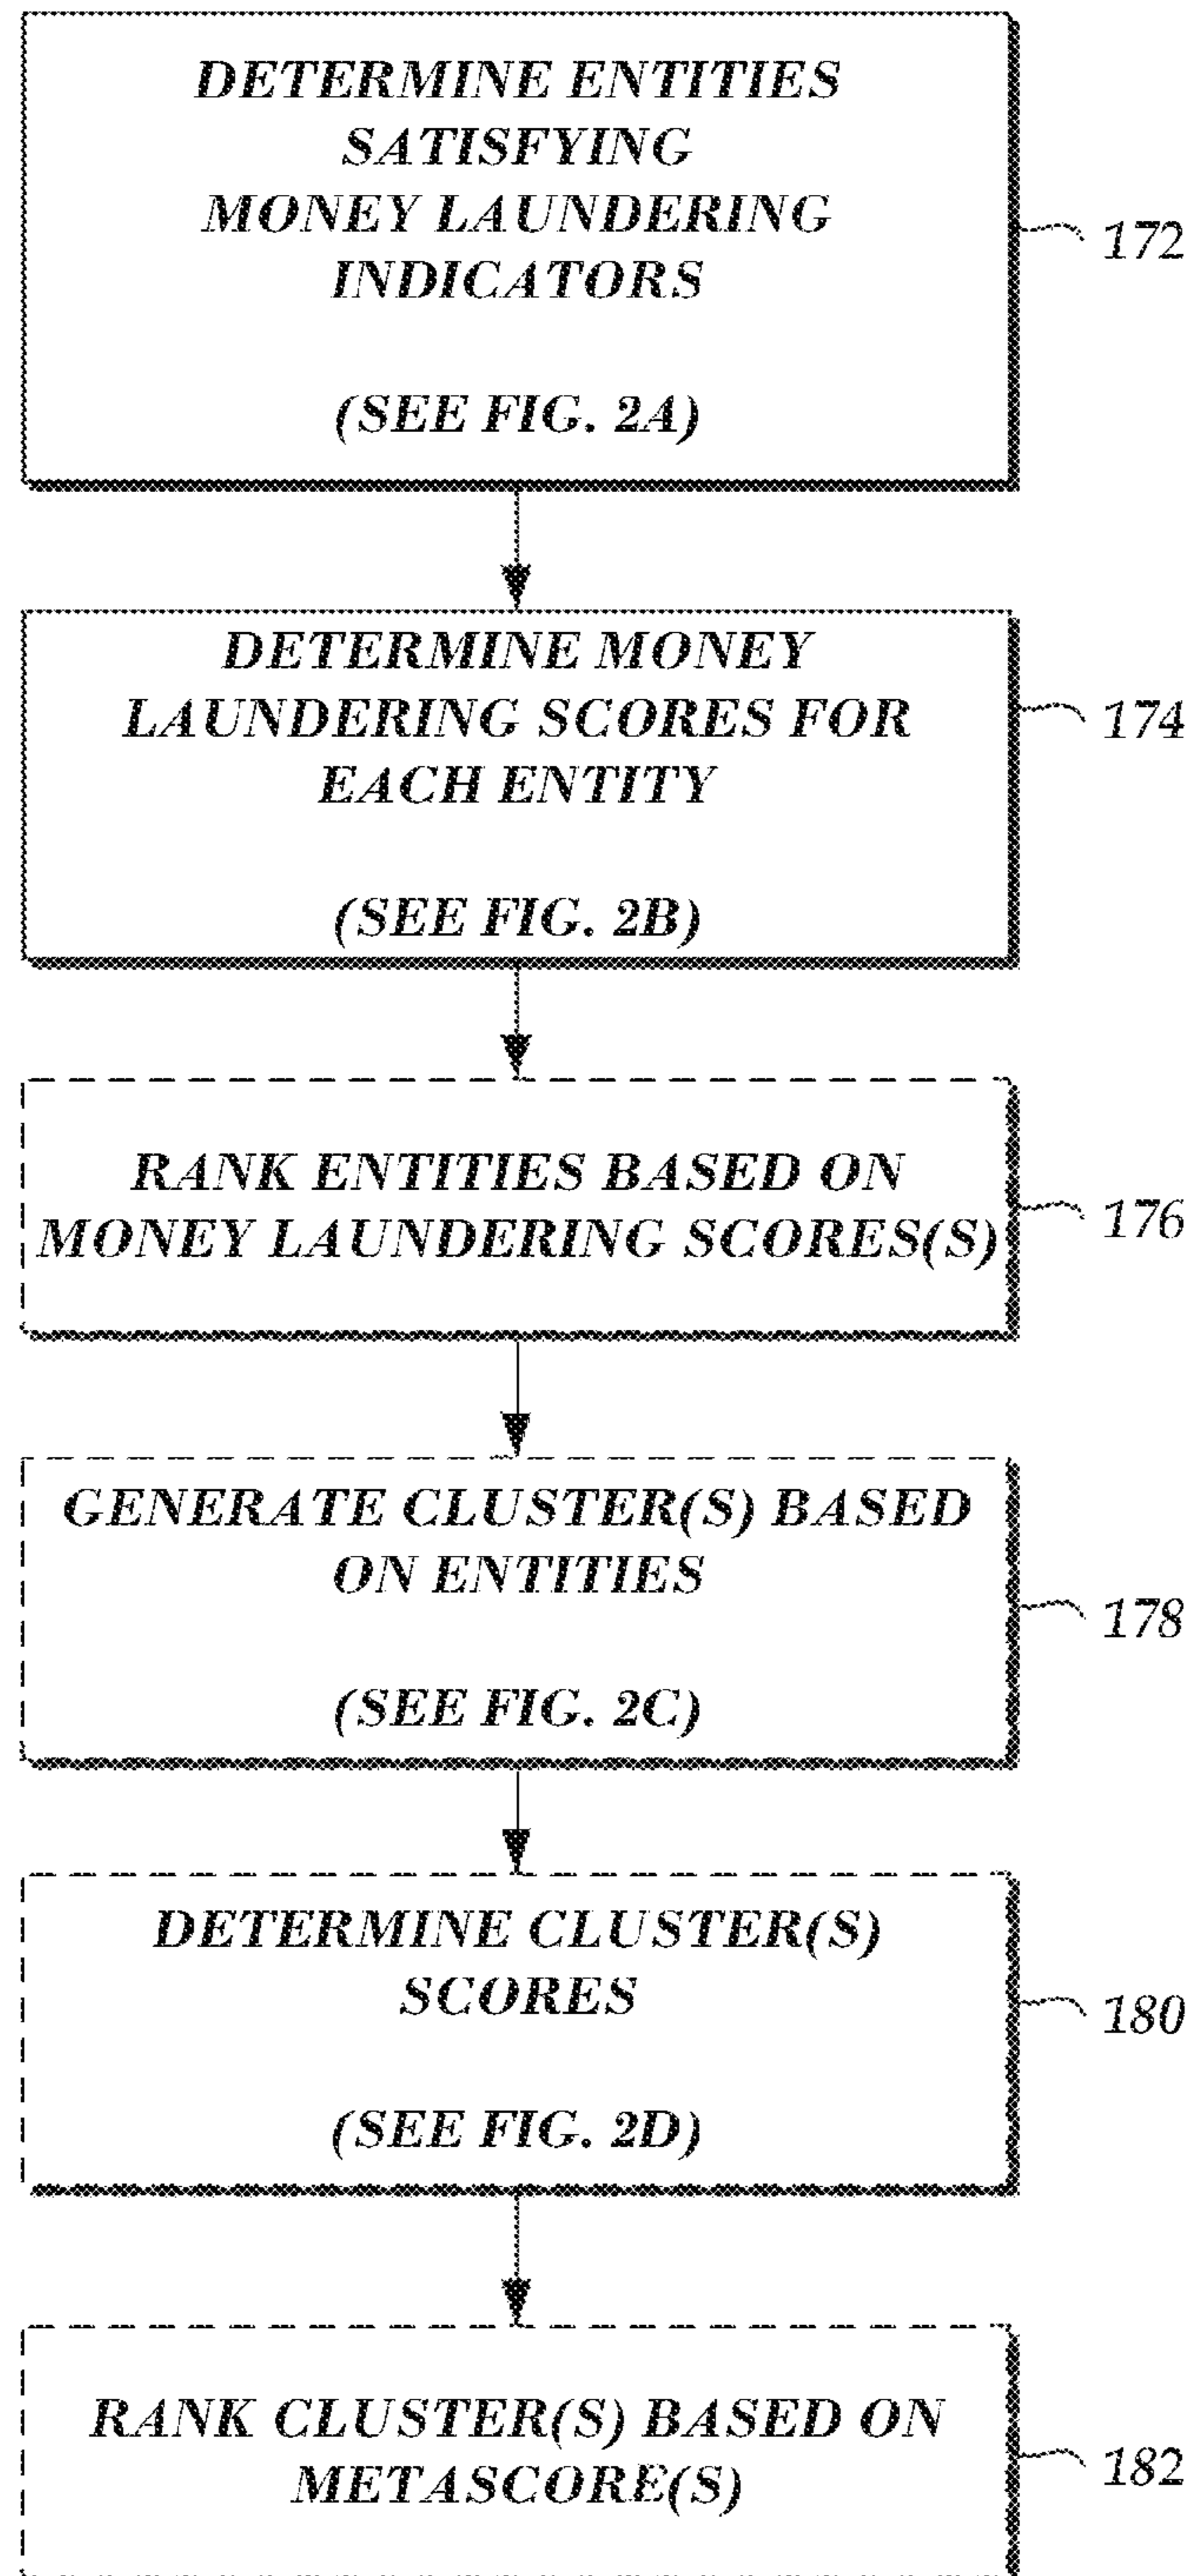 DETERMINE ENTITIES
SATISFYING
MONEY LAUNDERING
INDICATORS
(SEE FIG. 2A)
172
DETERMINE MONEY
LAUNDERING SCORES FOR
EACH ENTITY
(SEE FIG. 2B)
174
RANK ENTITIES BASED ON
MONEY LAUNDERING SCORES(S)
176
GENERATE CLUSTER(S) BASED
ON ENTITIES
(SEE FIG. 2C)
178
DETERMINE CLUSTER(S)
SCORES
(SEE FIG. 2D)
180
RANK CLUSTER(S) BASED ON
METASCORE(S)
182